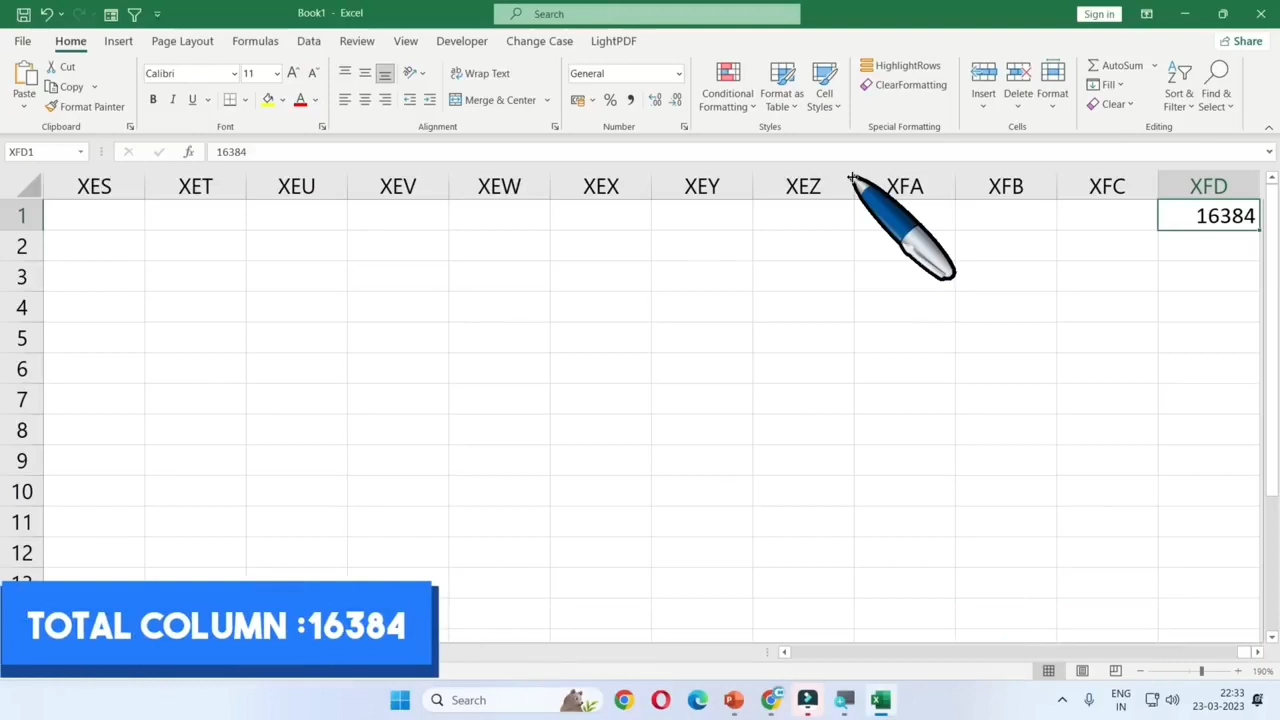 Book1 - Excel
Search
Sign in
File Home Insert Page Layout Formulas Data Review View Developer Change Case LightPDF
Share
Paste
Cut
Copy
Format Painter
Clipboard
Calibri 11
B I U
Font
Wrap Text
Merge & Center
Alignment
General
Number
Conditional Formatting
Format as Table
Cell Styles
Styles
HighlightRows
ClearFormatting
Special Formatting
Insert Delete Format
Cells
AutoSum
Fill
Clear
Sort & Filter
Find & Select
Editing
XFD1 fx 16384
XES XET XEU XEV XEW XEX XEY XEZ XFA XFB XFC XFD
1 16384
2
3
4
5
6
7
8
9
10
11
12
TOTAL COLUMN :16384
190%
Search
ENG
IN
22:33
23-03-2023